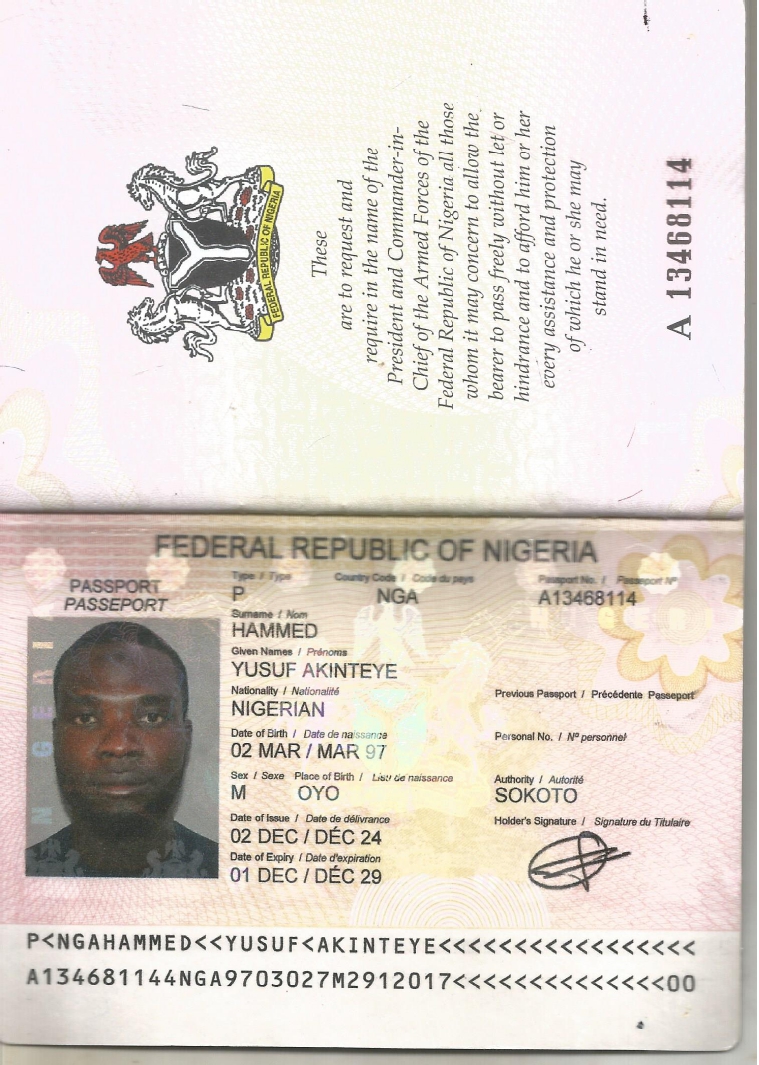 FEDERAL REPUBLIC OF NIGERIA
These
are to request and
require in the name of the
President and Commander-in-
Chief of the Armed Forces of the
Federal Republic of Nigeria all those
whom it may concern to allow the
bearer to pass freely without let or
hindrance and to afford him or her
every assistance and protection
of which he or she may
stand in need.
A 13468114
FEDERAL REPUBLIC OF NIGERIA
PASSPORT
PASSEPORT
Type / Type Country Code / Code du pays Passport No. / Passeport N°
P NGA A13468114
Surname / Nom
HAMMED
Given Names / Prénoms
YUSUF AKINTEYE
Nationality / Nationalité Previous Passport / Précédente Passeport
NIGERIAN
Date of Birth / Date de naissance Personal No. / N° personnel
02 MAR / MAR 97
Sex / Sexe Place of Birth / Lieu de naissance Authority / Autorité
M OYO SOKOTO
Date of Issue / Date de délivrance Holder's Signature / Signature du Titulaire
02 DEC / DÉC 24
Date of Expiry / Date d'expiration
01 DEC / DÉC 29
P<NGAHAMMED<<YUSUF<AKINTEYE<<<<<<<<<<<<<<<<<
A134681144NGA9703027M2912017<<<<<<<<<<<<<<00